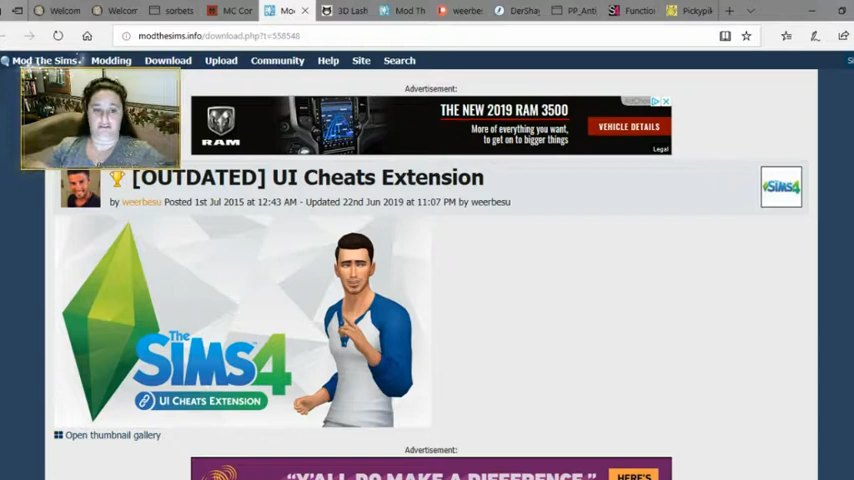 Welcom
Welcorr
sorbets
MC Cor
Mo
3D Lash
Mod Th
weerbe
DerSha
PP_Anti
Functio
Pickypik
modthesims.info/download.php?t=558548
Mod The Sims Modding Download Upload Community Help Site Search
Advertisement:
RAM
THE NEW 2019 RAM 3500
More of everything you want,
to get on to bigger things
VEHICLE DETAILS
AdChoic
Legal
[OUTDATED] UI Cheats Extension
by weerbesu Posted 1st Jul 2015 at 12:43 AM - Updated 22nd Jun 2019 at 11:07 PM by weerbesu
SIMS4
The
SIMS4
UI CHEATS EXTENSION
Open thumbnail gallery
Advertisement:
"Y'ALL DO MAKE A DIFFERENCE."
HERE'S